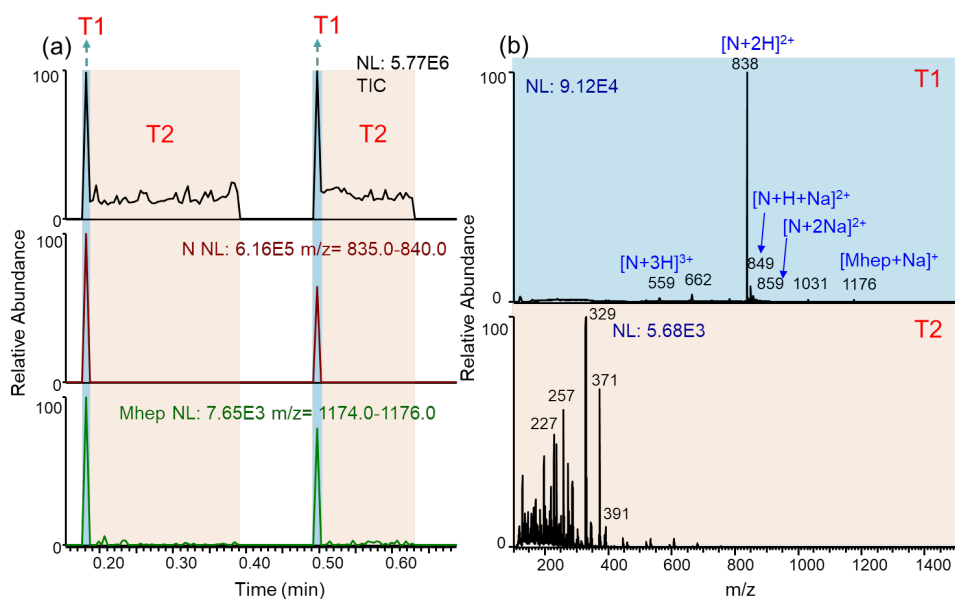 (a)
T1
T1
NL: 5.77E6
TIC
T2
T2
100
0
N NL: 6.16E5 m/z= 835.0-840.0
100
0
Mhep NL: 7.65E3 m/z= 1174.0-1176.0
100
0
Relative Abundance
0.20 0.30 0.40 0.50 0.60
Time (min)
(b)
[N+2H]²⁺
838
T1
NL: 9.12E4
100
[N+H+Na]²⁺
[N+2Na]²⁺
[N+3H]³⁺
849
[Mhep+Na]⁺
559
662
859
1031
1176
0
T2
329
NL: 5.68E3
100
371
257
227
391
0
Relative Abundance
200 400 600 800 1000 1200 1400
m/z